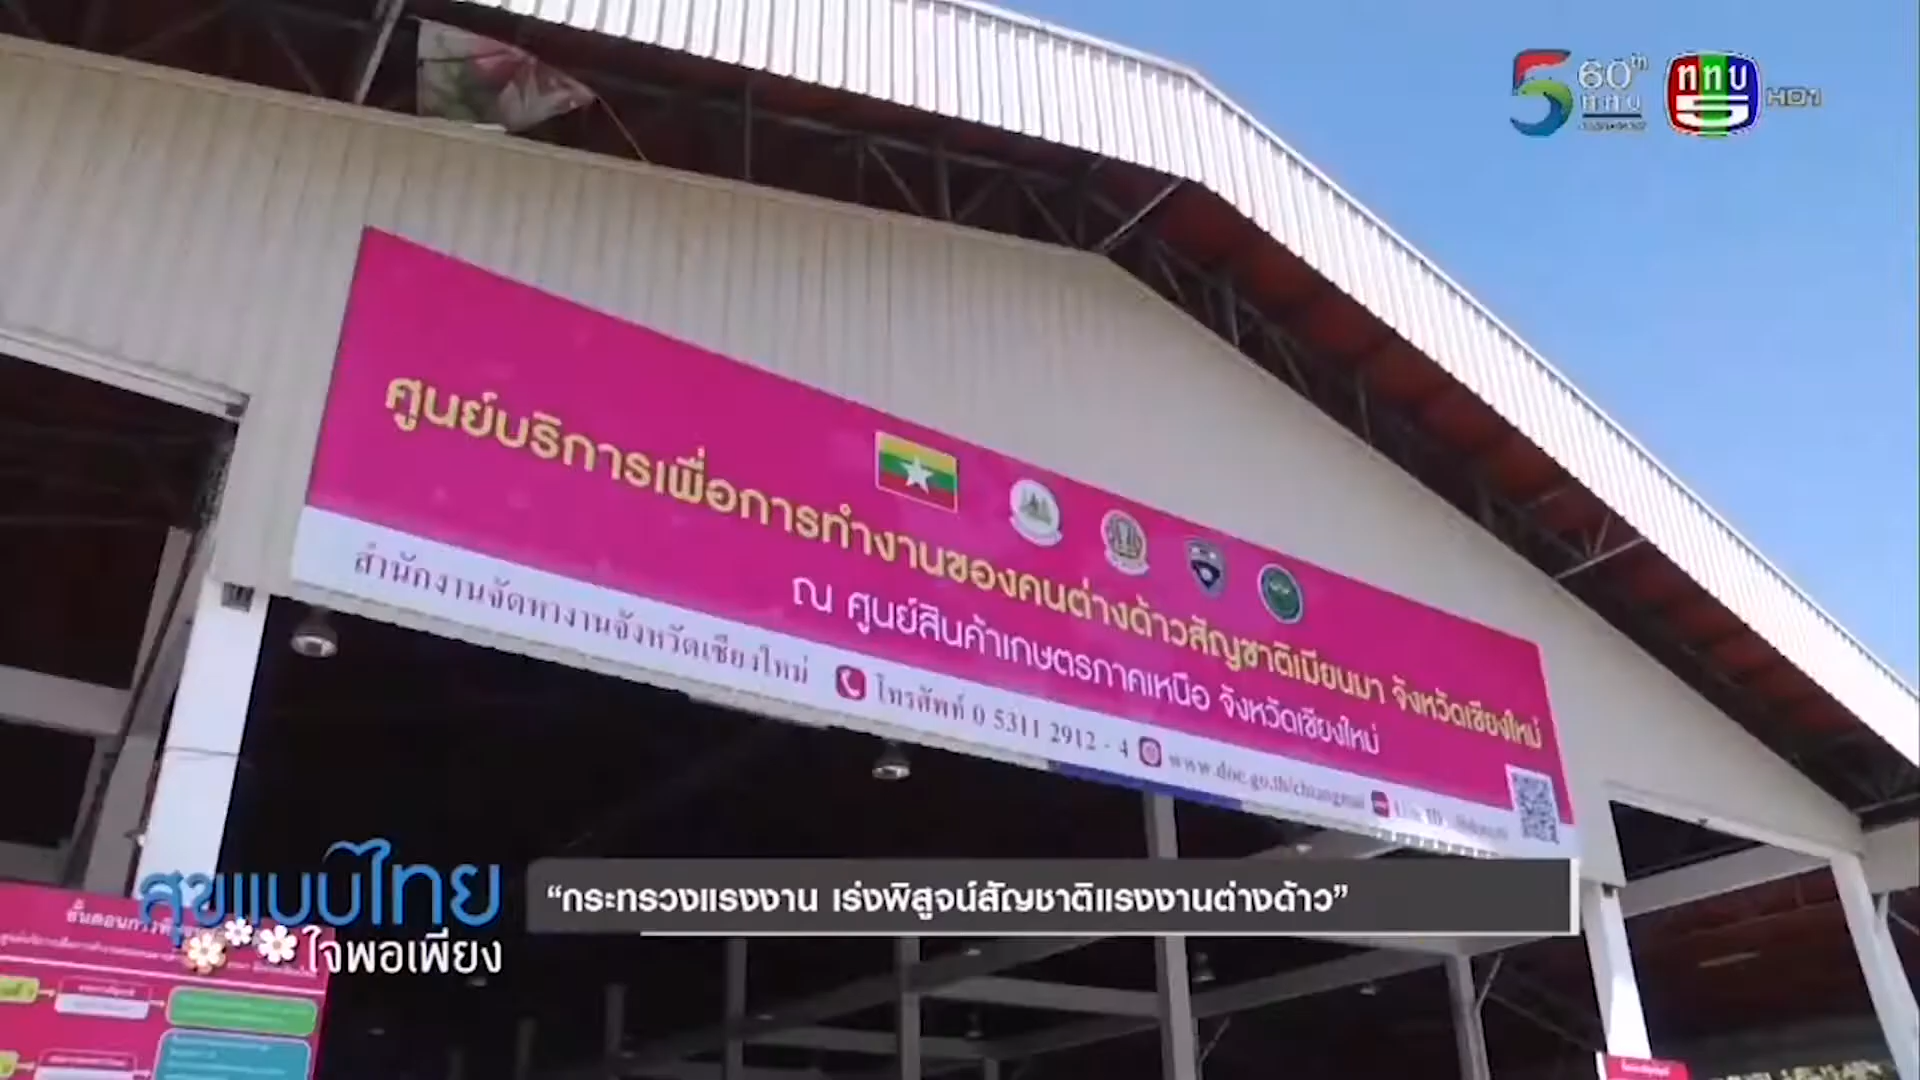 5 60 ททบ
ททบ 5 HD1
ศูนย์บริการเพื่อการทำงานของคนต่างด้าวสัญชาติเมียนมา จังหวัดเชียงใหม่
ณ ศูนย์สินค้าเกษตรภาคเหนือ จังหวัดเชียงใหม่
สำนักงานจัดหางานจังหวัดเชียงใหม่ โทรศัพท์ 0 5311 2912 - 4 www.doe.go.th/chiangmai
สุขแบบไทย
ใจพอเพียง
“กระทรวงแรงงาน เร่งพิสูจน์สัญชาติแรงงานต่างด้าว”